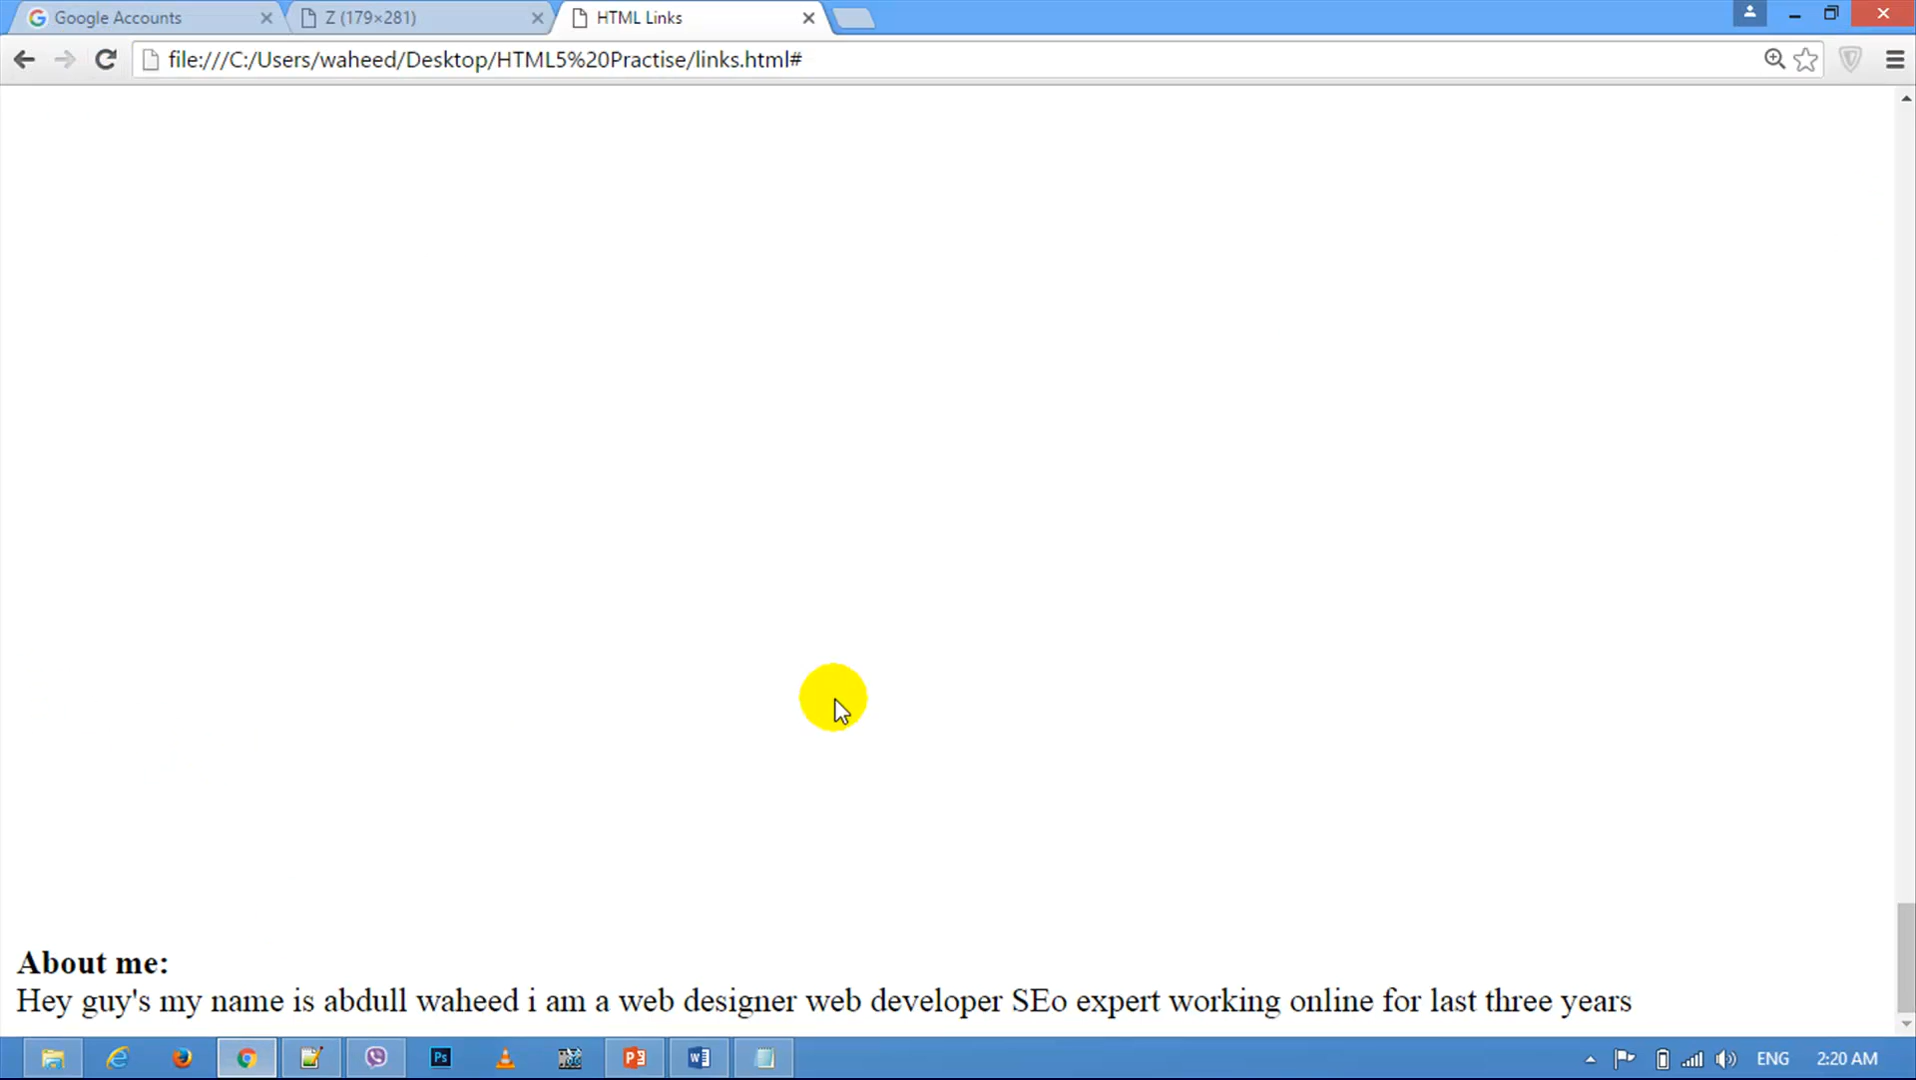 Google Accounts
Z (179×281)
HTML Links
file:///C:/Users/waheed/Desktop/HTML5%20Practise/links.html#
About me:
Hey guy's my name is abdull waheed i am a web designer web developer SEo expert working online for last three years
ENG
2:20 AM